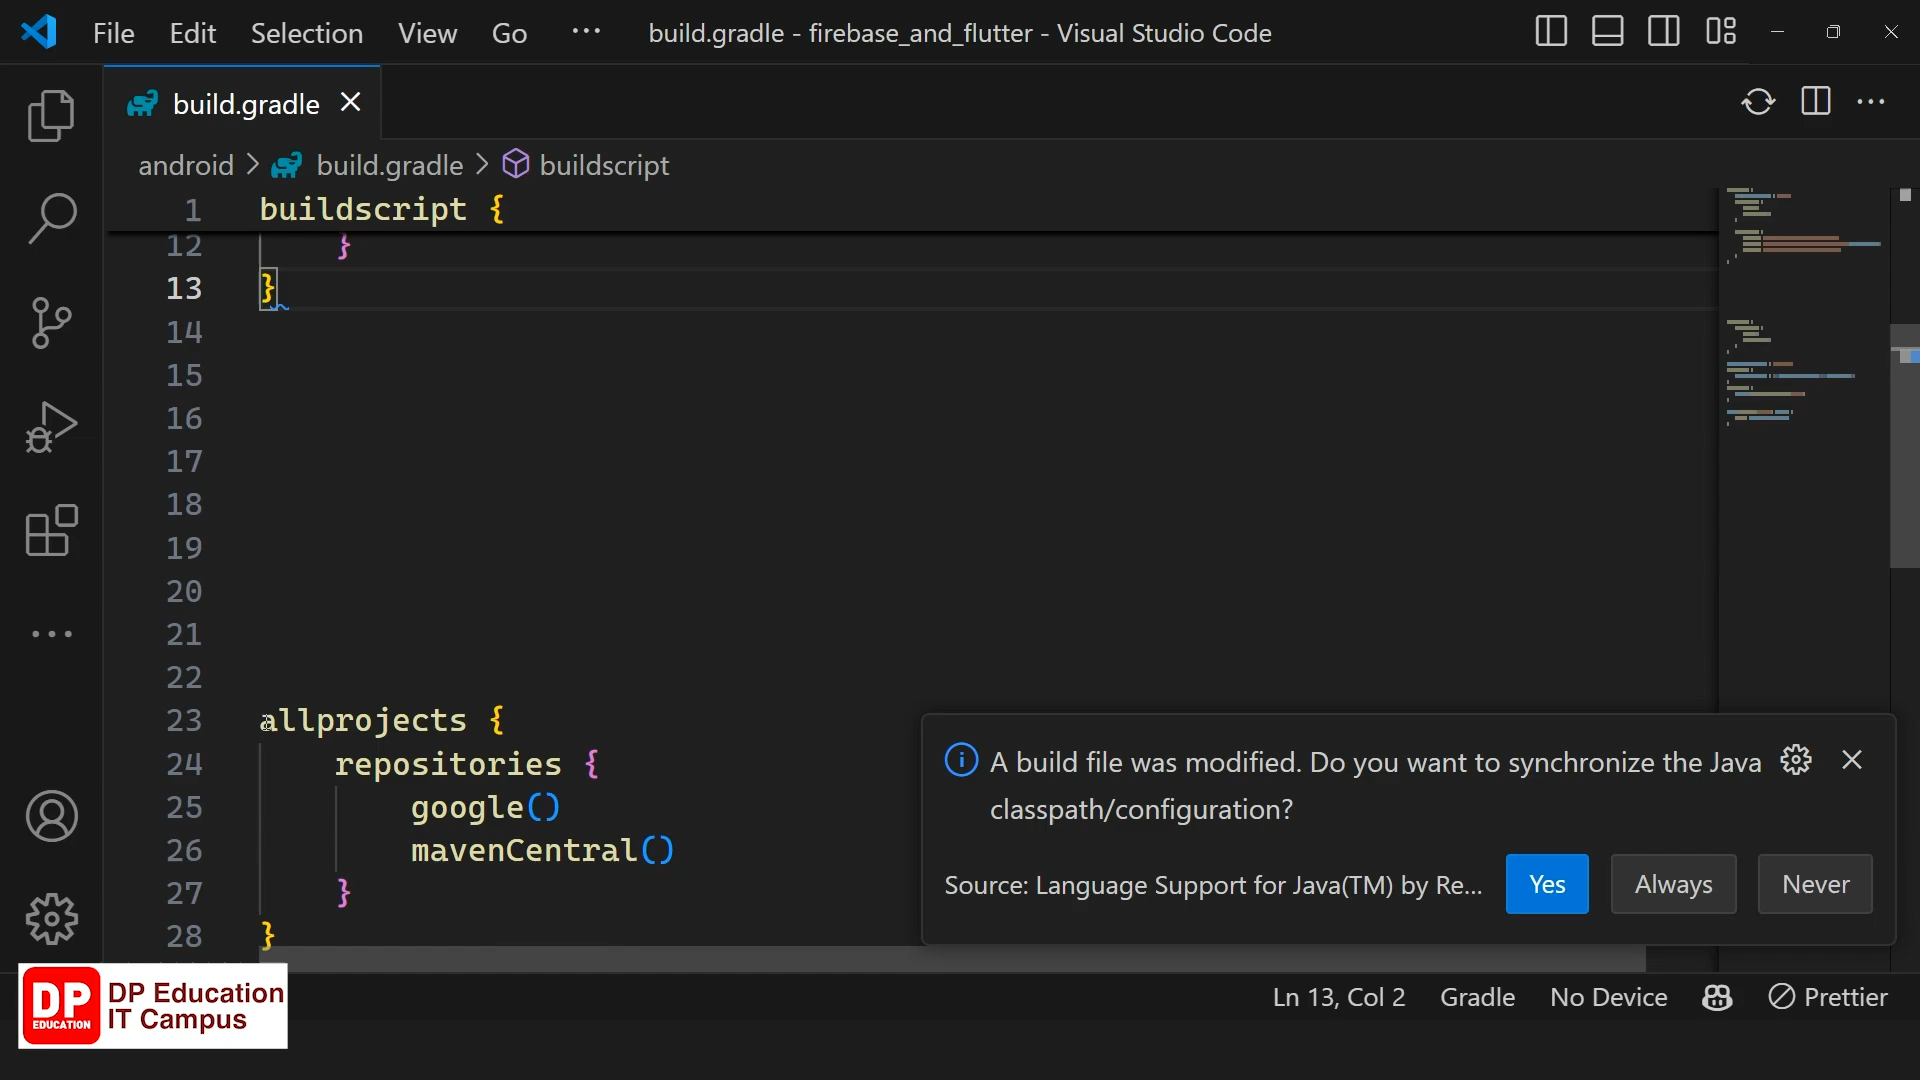 File Edit Selection View Go ··· build.gradle - firebase_and_flutter - Visual Studio Code
build.gradle
android > build.gradle > buildscript
1 buildscript {
12 }
13 }
14
15
16
17
18
19
20
21
22
23 allprojects {
24 repositories {
25 google()
26 mavenCentral()
27 }
28 }
A build file was modified. Do you want to synchronize the Java
classpath/configuration?
Source: Language Support for Java(TM) by Re... Yes Always Never
DP EDUCATION
DP Education
IT Campus
Ln 13, Col 2 Gradle No Device Prettier